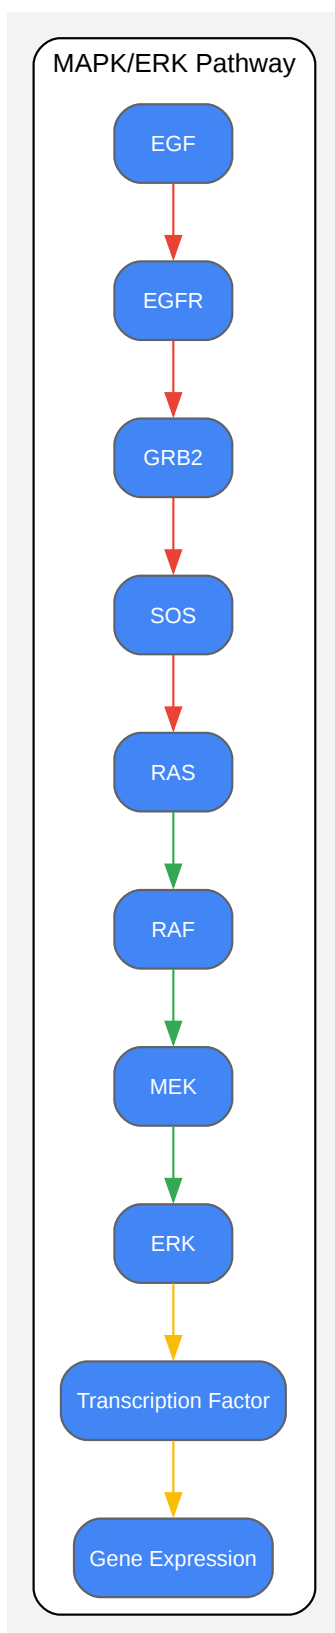 MAPK/ERK Pathway
EGF
EGFR
GRB2
SOS
RAS
RAF
MEK
ERK
Transcription Factor
Gene Expression